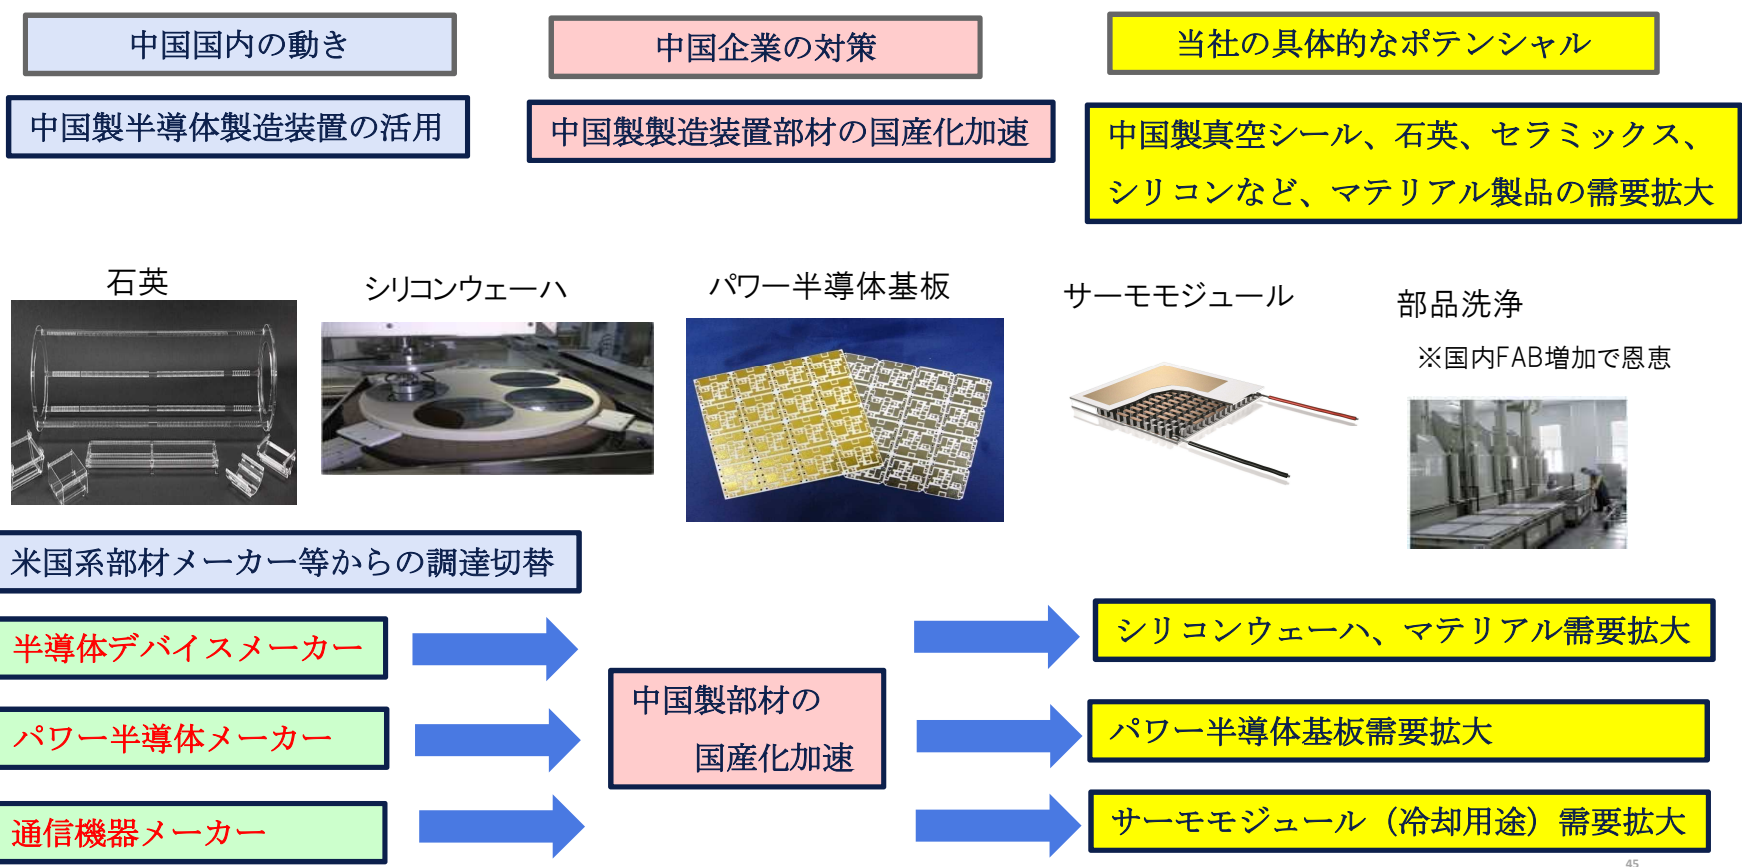 中国国内の動き
中国企業の対策
当社の具体的なポテンシャル
中国製半導体製造装置の活用
中国製製造装置部材の国産化加速
中国製真空シール、石英、セラミックス、
シリコンなど、マテリアル製品の需要拡大
石英
シリコンウェーハ
パワー半導体基板
サーモモジュール
部品洗浄
※国内FAB増加で恩恵
米国系部材メーカー等からの調達切替
半導体デバイスメーカー
シリコンウェーハ、マテリアル需要拡大
パワー半導体メーカー
中国製部材の
国産化加速
パワー半導体基板需要拡大
通信機器メーカー
サーモモジュール（冷却用途）需要拡大
45